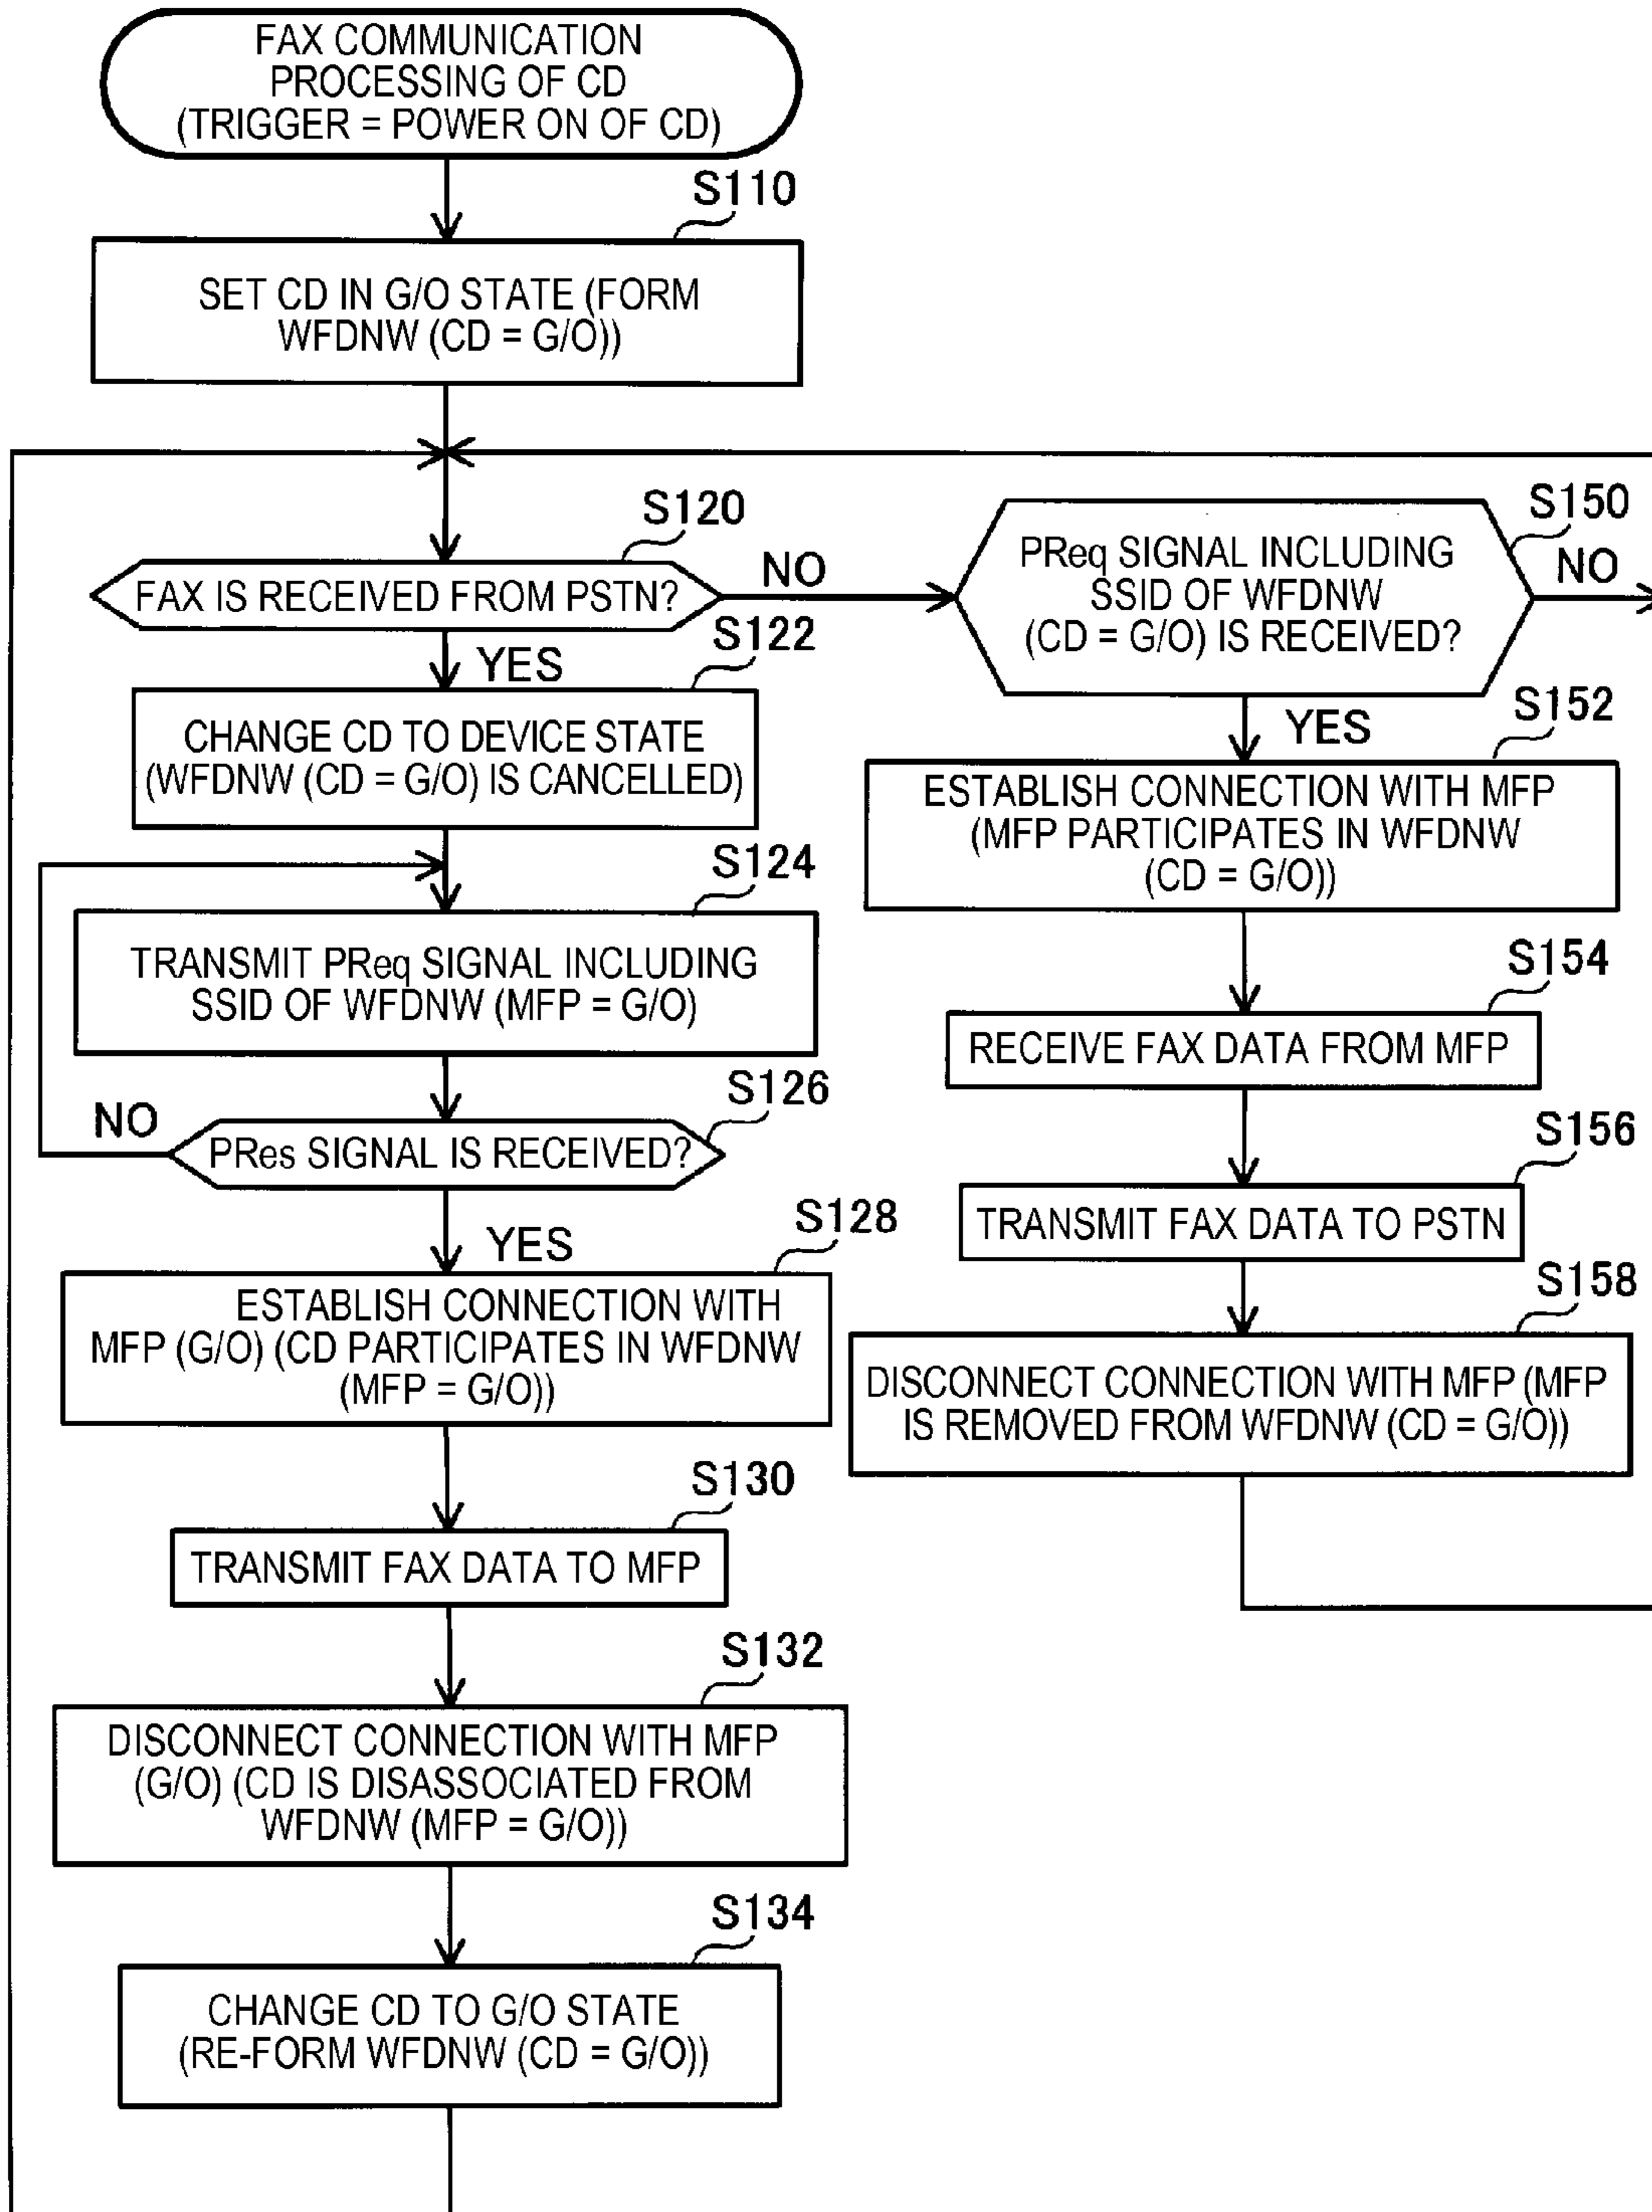 FAX COMMUNICATION
PROCESSING OF CD
(TRIGGER = POWER ON OF CD)
S110
SET CD IN G/O STATE (FORM
WFDNW (CD = G/O))
S120
FAX IS RECEIVED FROM PSTN?
NO
YES
S122
CHANGE CD TO DEVICE STATE
(WFDNW (CD = G/O) IS CANCELLED)
S124
TRANSMIT PReq SIGNAL INCLUDING
SSID OF WFDNW (MFP = G/O)
S126
NO
PRes SIGNAL IS RECEIVED?
YES
S128
ESTABLISH CONNECTION WITH
MFP (G/O) (CD PARTICIPATES IN WFDNW
(MFP = G/O))
S130
TRANSMIT FAX DATA TO MFP
S132
DISCONNECT CONNECTION WITH MFP
(G/O) (CD IS DISASSOCIATED FROM
WFDNW (MFP = G/O))
S134
CHANGE CD TO G/O STATE
(RE-FORM WFDNW (CD = G/O))
S150
PReq SIGNAL INCLUDING
SSID OF WFDNW
(CD = G/O) IS RECEIVED?
NO
YES
S152
ESTABLISH CONNECTION WITH MFP
(MFP PARTICIPATES IN WFDNW
(CD = G/O))
S154
RECEIVE FAX DATA FROM MFP
S156
TRANSMIT FAX DATA TO PSTN
S158
DISCONNECT CONNECTION WITH MFP (MFP
IS REMOVED FROM WFDNW (CD = G/O))